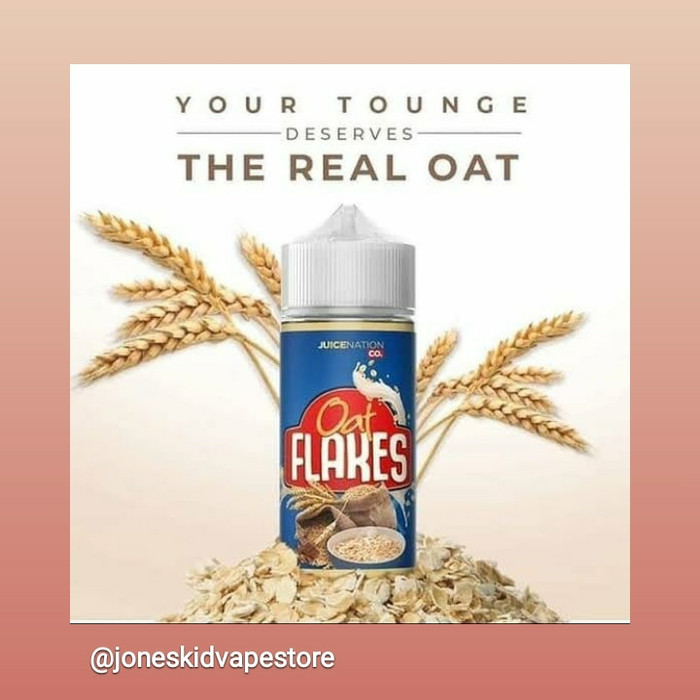 YOUR TOUNGE
DESERVES
THE REAL OAT
JUICENATION
CO.
Oat
FLAKES
@joneskidvapestore